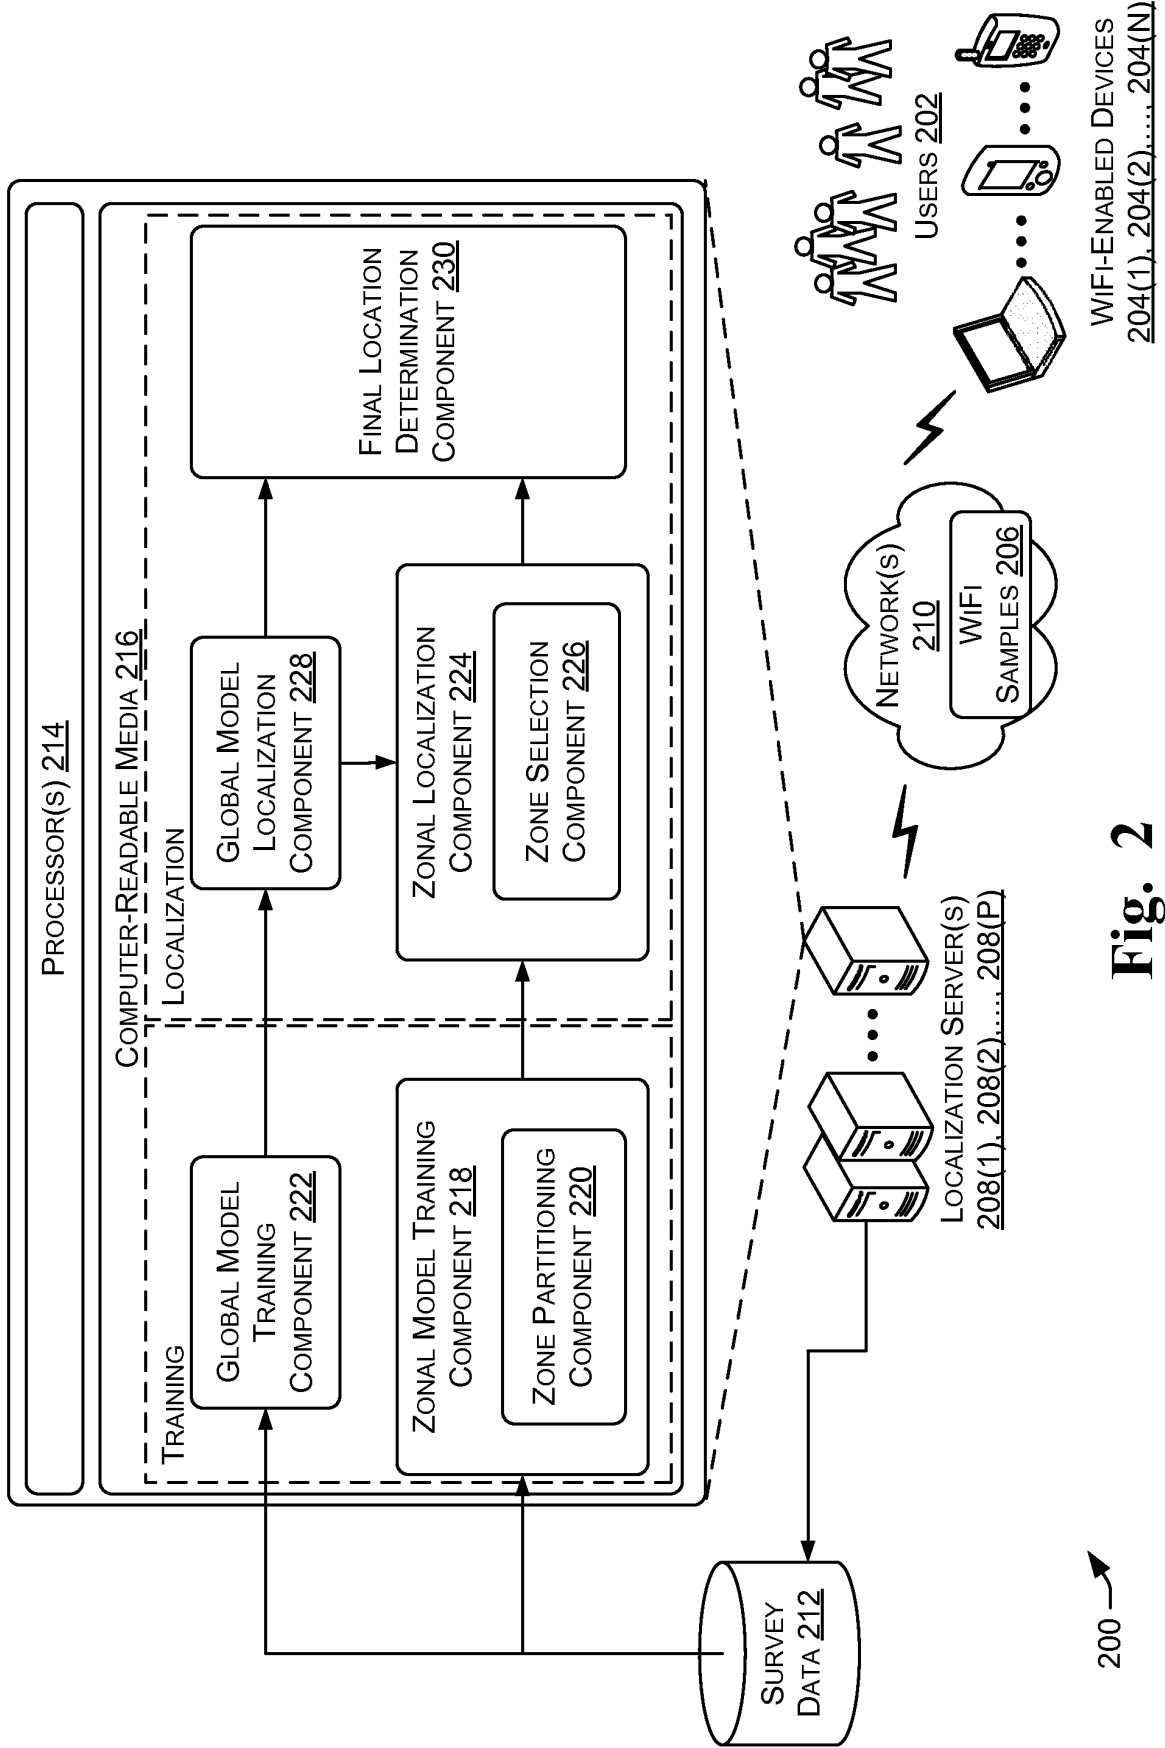 PROCESSOR(S) 214
COMPUTER-READABLE MEDIA 216
TRAINING
GLOBAL MODEL
TRAINING
COMPONENT 222
ZONAL MODEL TRAINING
COMPONENT 218
ZONE PARTITIONING
COMPONENT 220
LOCALIZATION
GLOBAL MODEL
LOCALIZATION
COMPONENT 228
ZONAL LOCALIZATION
COMPONENT 224
ZONE SELECTION
COMPONENT 226
FINAL LOCATION
DETERMINATION
COMPONENT 230
SURVEY
DATA 212
LOCALIZATION SERVER(S)
208(1), 208(2),..., 208(P)
NETWORK(S)
210
WIFI
SAMPLES 206
USERS 202
WIFI-ENABLED DEVICES
204(1), 204(2),..., 204(N)
200
Fig. 2